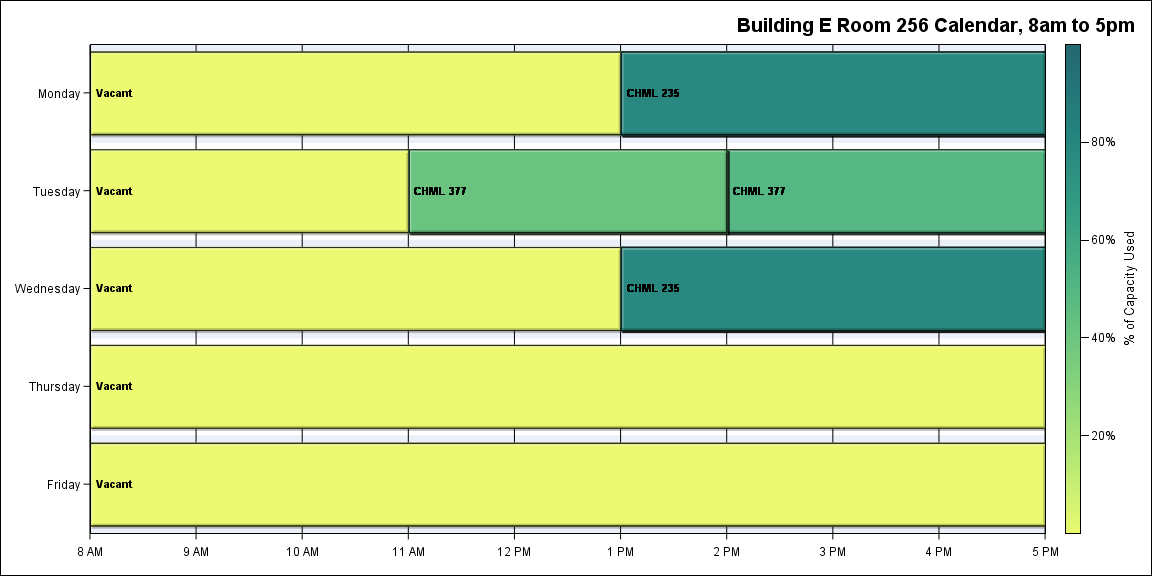 Building E Room 256 Calendar, 8am to 5pm
Monday
Vacant
CHML 235
Tuesday
Vacant
CHML 377
CHML 377
Wednesday
Vacant
CHML 235
Thursday
Vacant
Friday
Vacant
8 AM
9 AM
10 AM
11 AM
12 PM
1 PM
2 PM
3 PM
4 PM
5 PM
80%
60%
40%
20%
% of Capacity Used